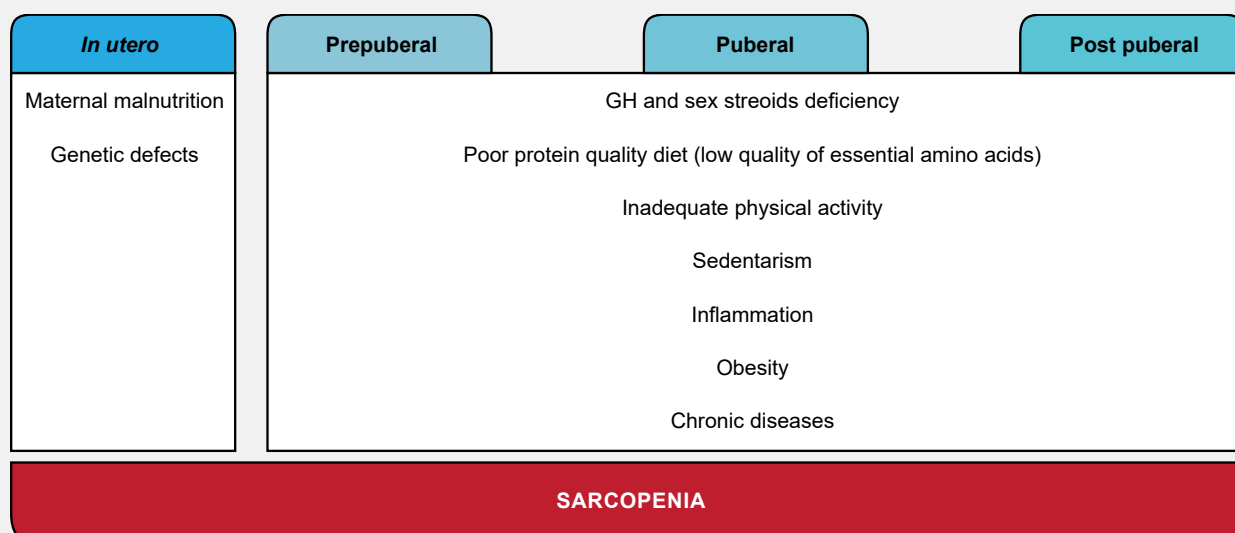 In utero
Prepuberal
Puberal
Post puberal
Maternal malnutrition
Genetic defects
GH and sex streoids deficiency
Poor protein quality diet (low quality of essential amino acids)
Inadequate physical activity
Sedentarism
Inflammation
Obesity
Chronic diseases
SARCOPENIA